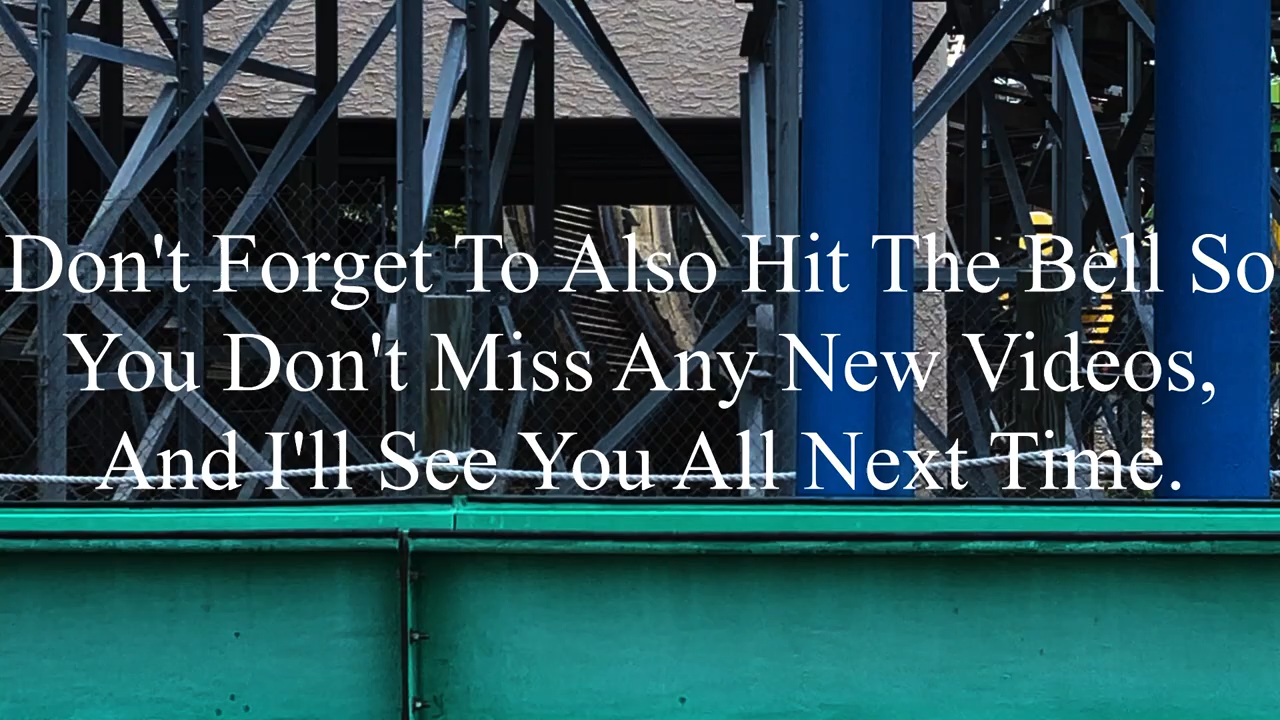 Don't Forget To Also Hit The Bell So
You Don't Miss Any New Videos,
And I'll See You All Next Time.